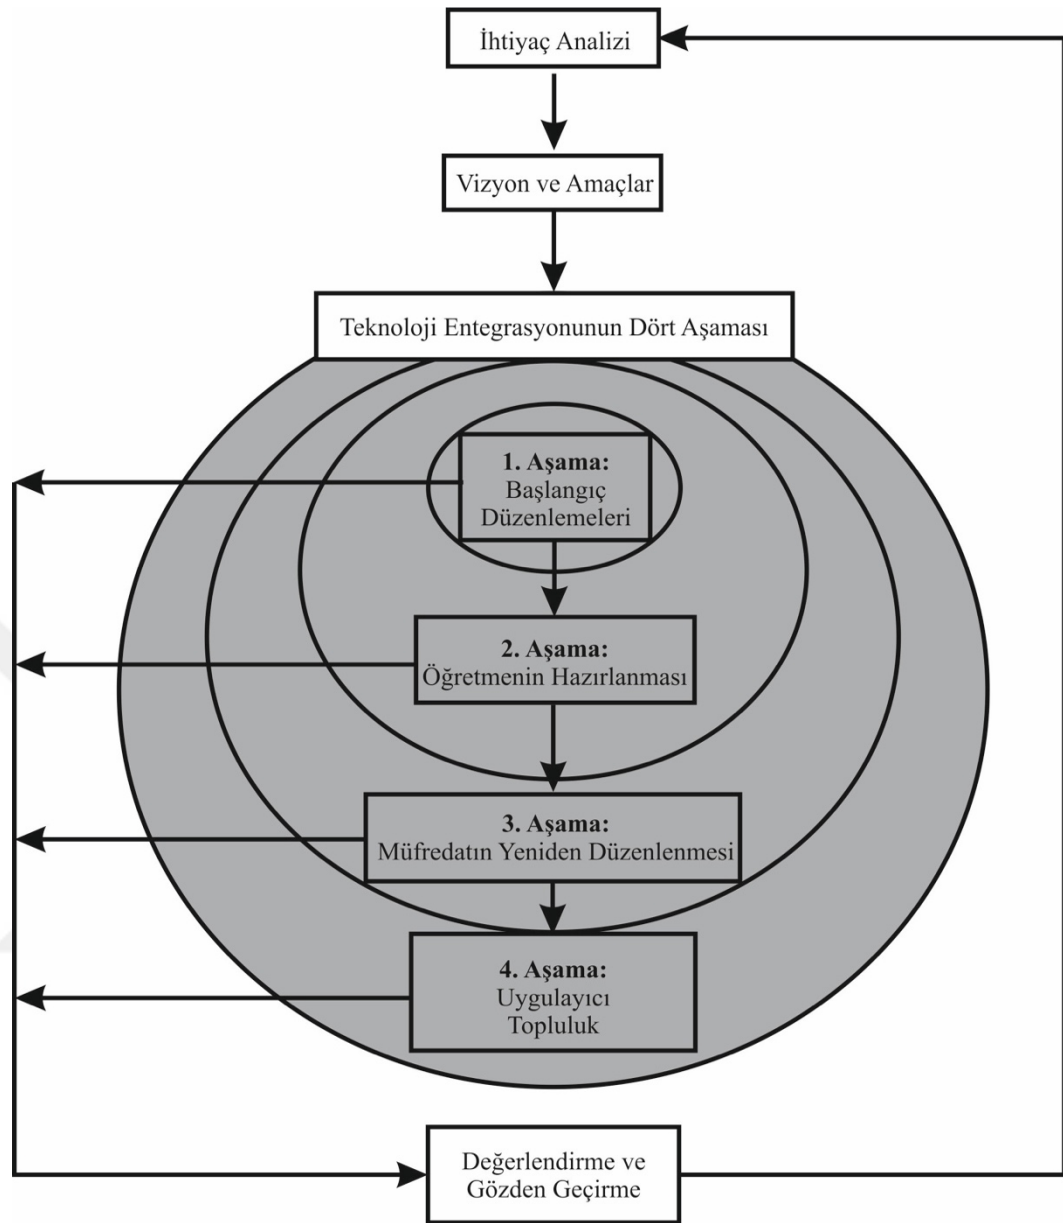 İhtiyaç Analizi
Vizyon ve Amaçlar
Teknoloji Entegrasyonunun Dört Aşaması
1. Aşama:
Başlangıç
Düzenlemeleri
2. Aşama:
Öğretmenin Hazırlanması
3. Aşama:
Müfredatın Yeniden Düzenlenmesi
4. Aşama:
Uygulayıcı
Topluluk
Değerlendirme ve
Gözden Geçirme